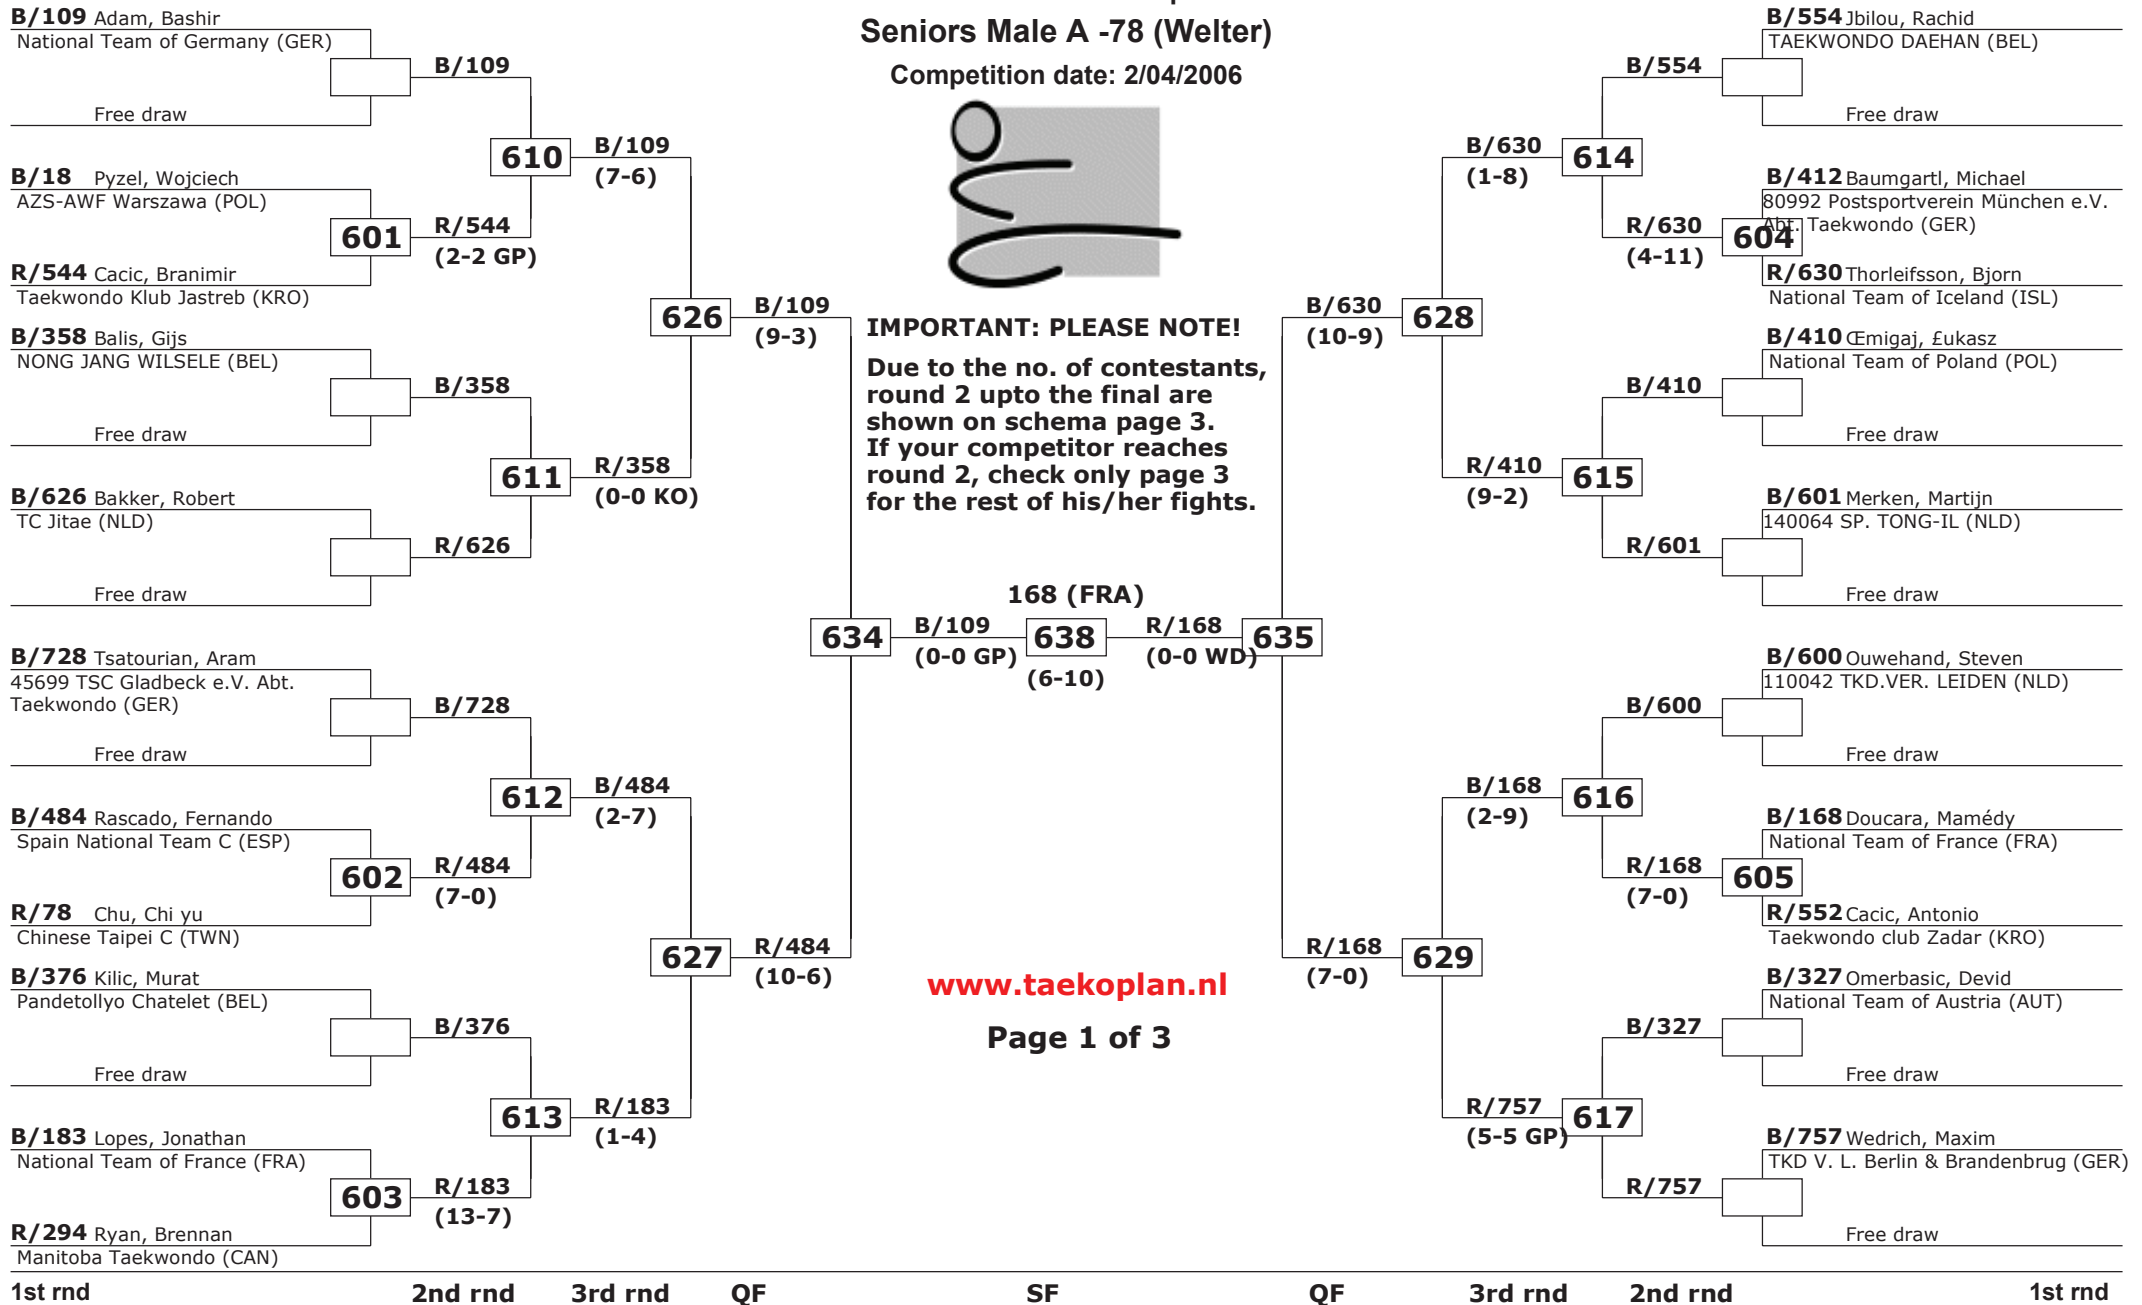 Seniors Male A -78 (Welter)
Competition date: 2/04/2006
B/109 Adam, Bashir
National Team of Germany (GER)
B/109
Free draw
610
B/109
(7-6)
B/18 Pyzel, Wojciech
AZS-AWF Warszawa (POL)
601
R/544
(2-2 GP)
R/544 Cacic, Branimir
Taekwondo Klub Jastreb (KRO)
626
B/109
(9-3)
B/358 Balis, Gijs
NONG JANG WILSELE (BEL)
B/358
Free draw
611
R/358
(0-0 KO)
B/626 Bakker, Robert
TC Jitae (NLD)
R/626
Free draw
634
B/109
(0-0 GP)
B/728 Tsatourian, Aram
45699 TSC Gladbeck e.V. Abt.
Taekwondo (GER)
B/728
Free draw
612
B/484
(2-7)
B/484 Rascado, Fernando
Spain National Team C (ESP)
602
R/484
(7-0)
R/78 Chu, Chi yu
Chinese Taipei C (TWN)
627
R/484
(10-6)
B/376 Kilic, Murat
Pandetollyo Chatelet (BEL)
B/376
Free draw
613
R/183
(1-4)
B/183 Lopes, Jonathan
National Team of France (FRA)
603
R/183
(13-7)
R/294 Ryan, Brennan
Manitoba Taekwondo (CAN)
IMPORTANT: PLEASE NOTE!
Due to the no. of contestants,
round 2 upto the final are
shown on schema page 3.
If your competitor reaches
round 2, check only page 3
for the rest of his/her fights.
168 (FRA)
638
(6-10)
www.taekoplan.nl
Page 1 of 3
B/554 Jbilou, Rachid
TAEKWONDO DAEHAN (BEL)
B/554
Free draw
B/630
(1-8)
614
B/412 Baumgartl, Michael
80992 Postsportverein München e.V.
Abt. Taekwondo (GER)
R/630
(4-11)
604
R/630 Thorleifsson, Bjorn
National Team of Iceland (ISL)
B/630
(10-9)
628
B/410 Œmigaj, £ukasz
National Team of Poland (POL)
B/410
Free draw
R/410
(9-2)
615
B/601 Merken, Martijn
140064 SP. TONG-IL (NLD)
R/601
Free draw
R/168
(0-0 WD)
635
B/600 Ouwehand, Steven
110042 TKD.VER. LEIDEN (NLD)
B/600
Free draw
B/168
(2-9)
616
B/168 Doucara, Mamédy
National Team of France (FRA)
R/168
(7-0)
605
R/552 Cacic, Antonio
Taekwondo club Zadar (KRO)
R/168
(7-0)
629
B/327 Omerbasic, Devid
National Team of Austria (AUT)
B/327
Free draw
R/757
(5-5 GP)
617
B/757 Wedrich, Maxim
TKD V. L. Berlin & Brandenbrug (GER)
R/757
Free draw
1st rnd 2nd rnd 3rd rnd QF SF QF 3rd rnd 2nd rnd 1st rnd